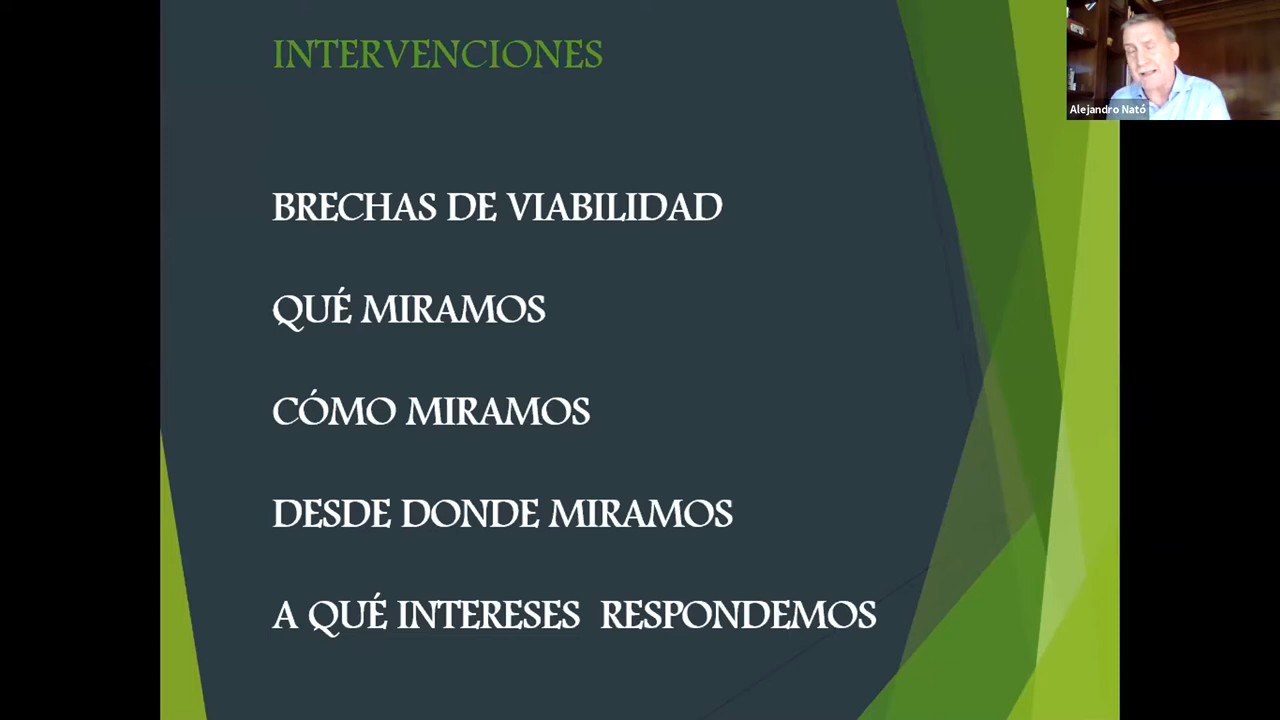 INTERVENCIONES
Alejandro Nató
BRECHAS DE VIABILIDAD
QUÉ MIRAMOS
CÓMO MIRAMOS
DESDE DONDE MIRAMOS
A QUÉ INTERESES RESPONDEMOS